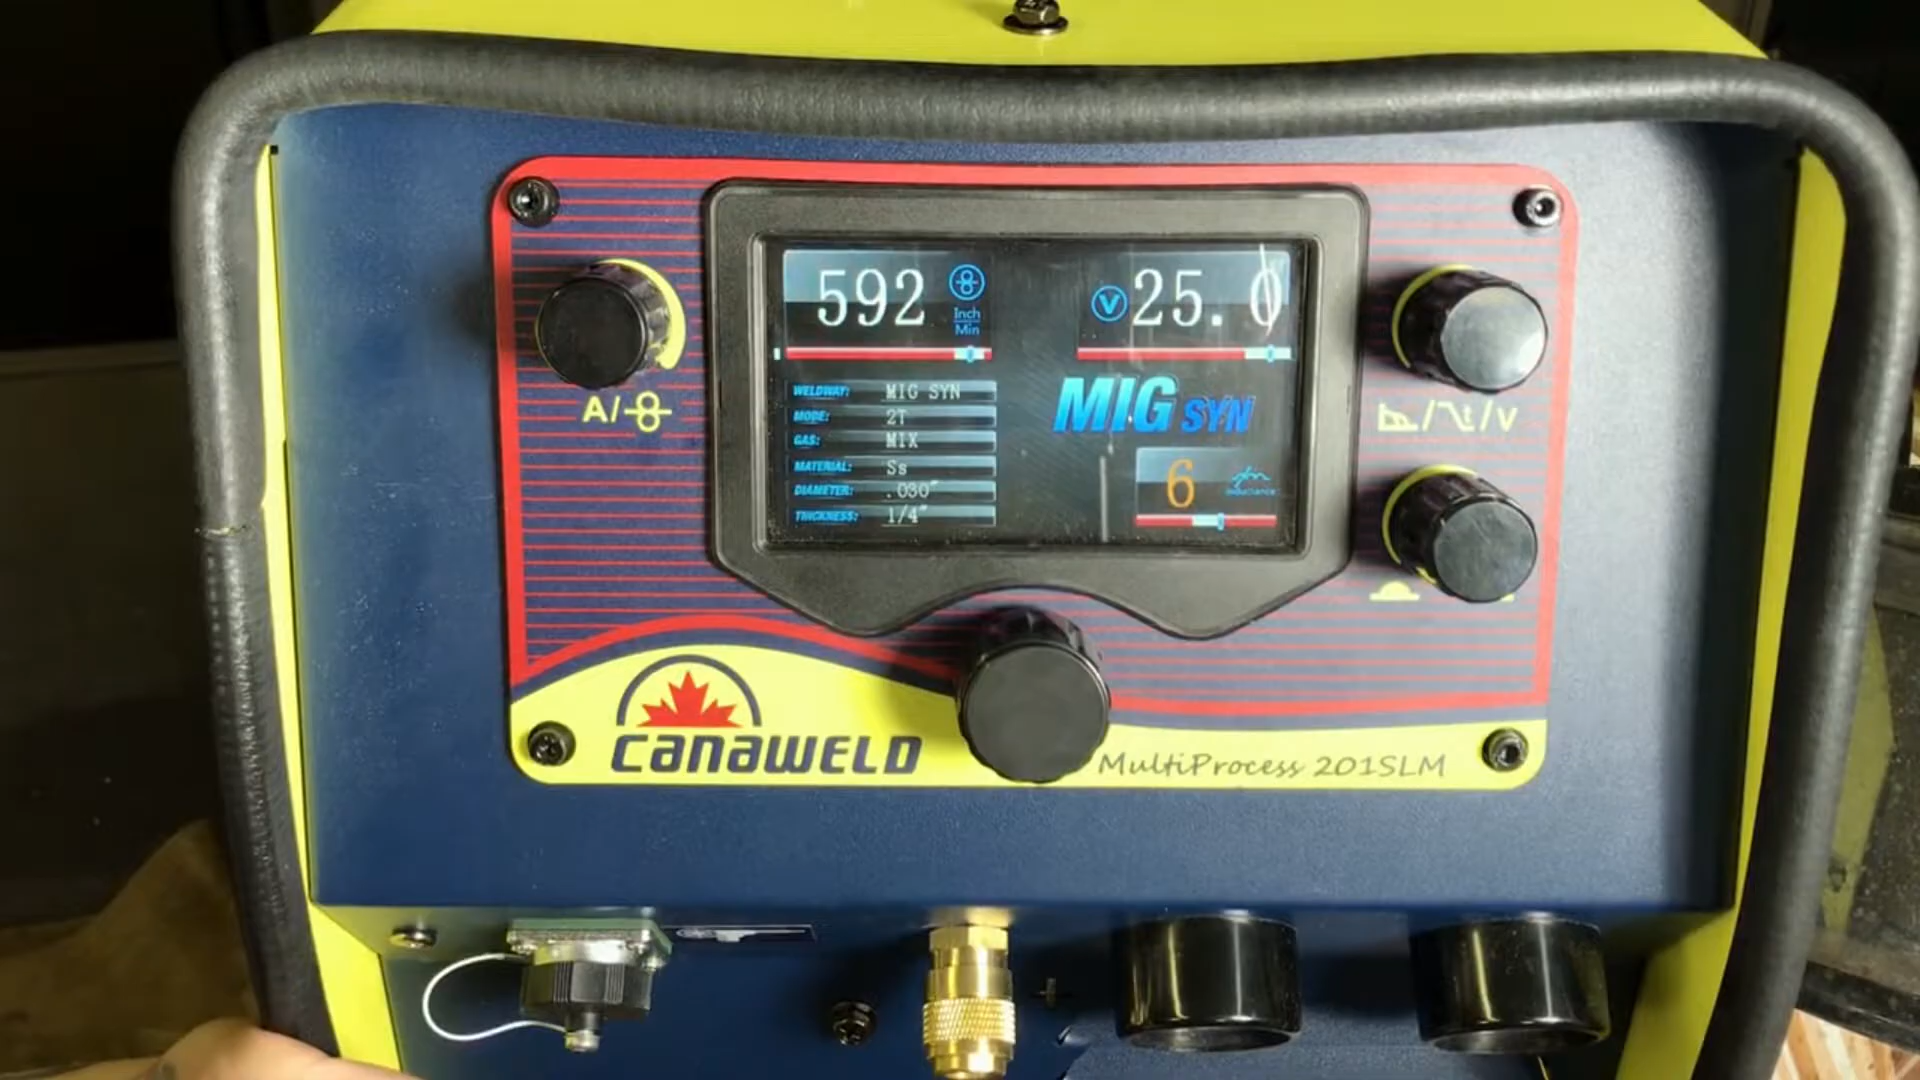 592
Inch
Min
V 25.0
WELDWAY: MIG SYN
MODE: 2T
GAS: MIX
MATERIAL: Ss
DIAMETER: .030"
THICKNESS: 1/4"
MIG SYN
6
inductance
A/
/t/V
CANAWELD
MultiProcess 201SLM